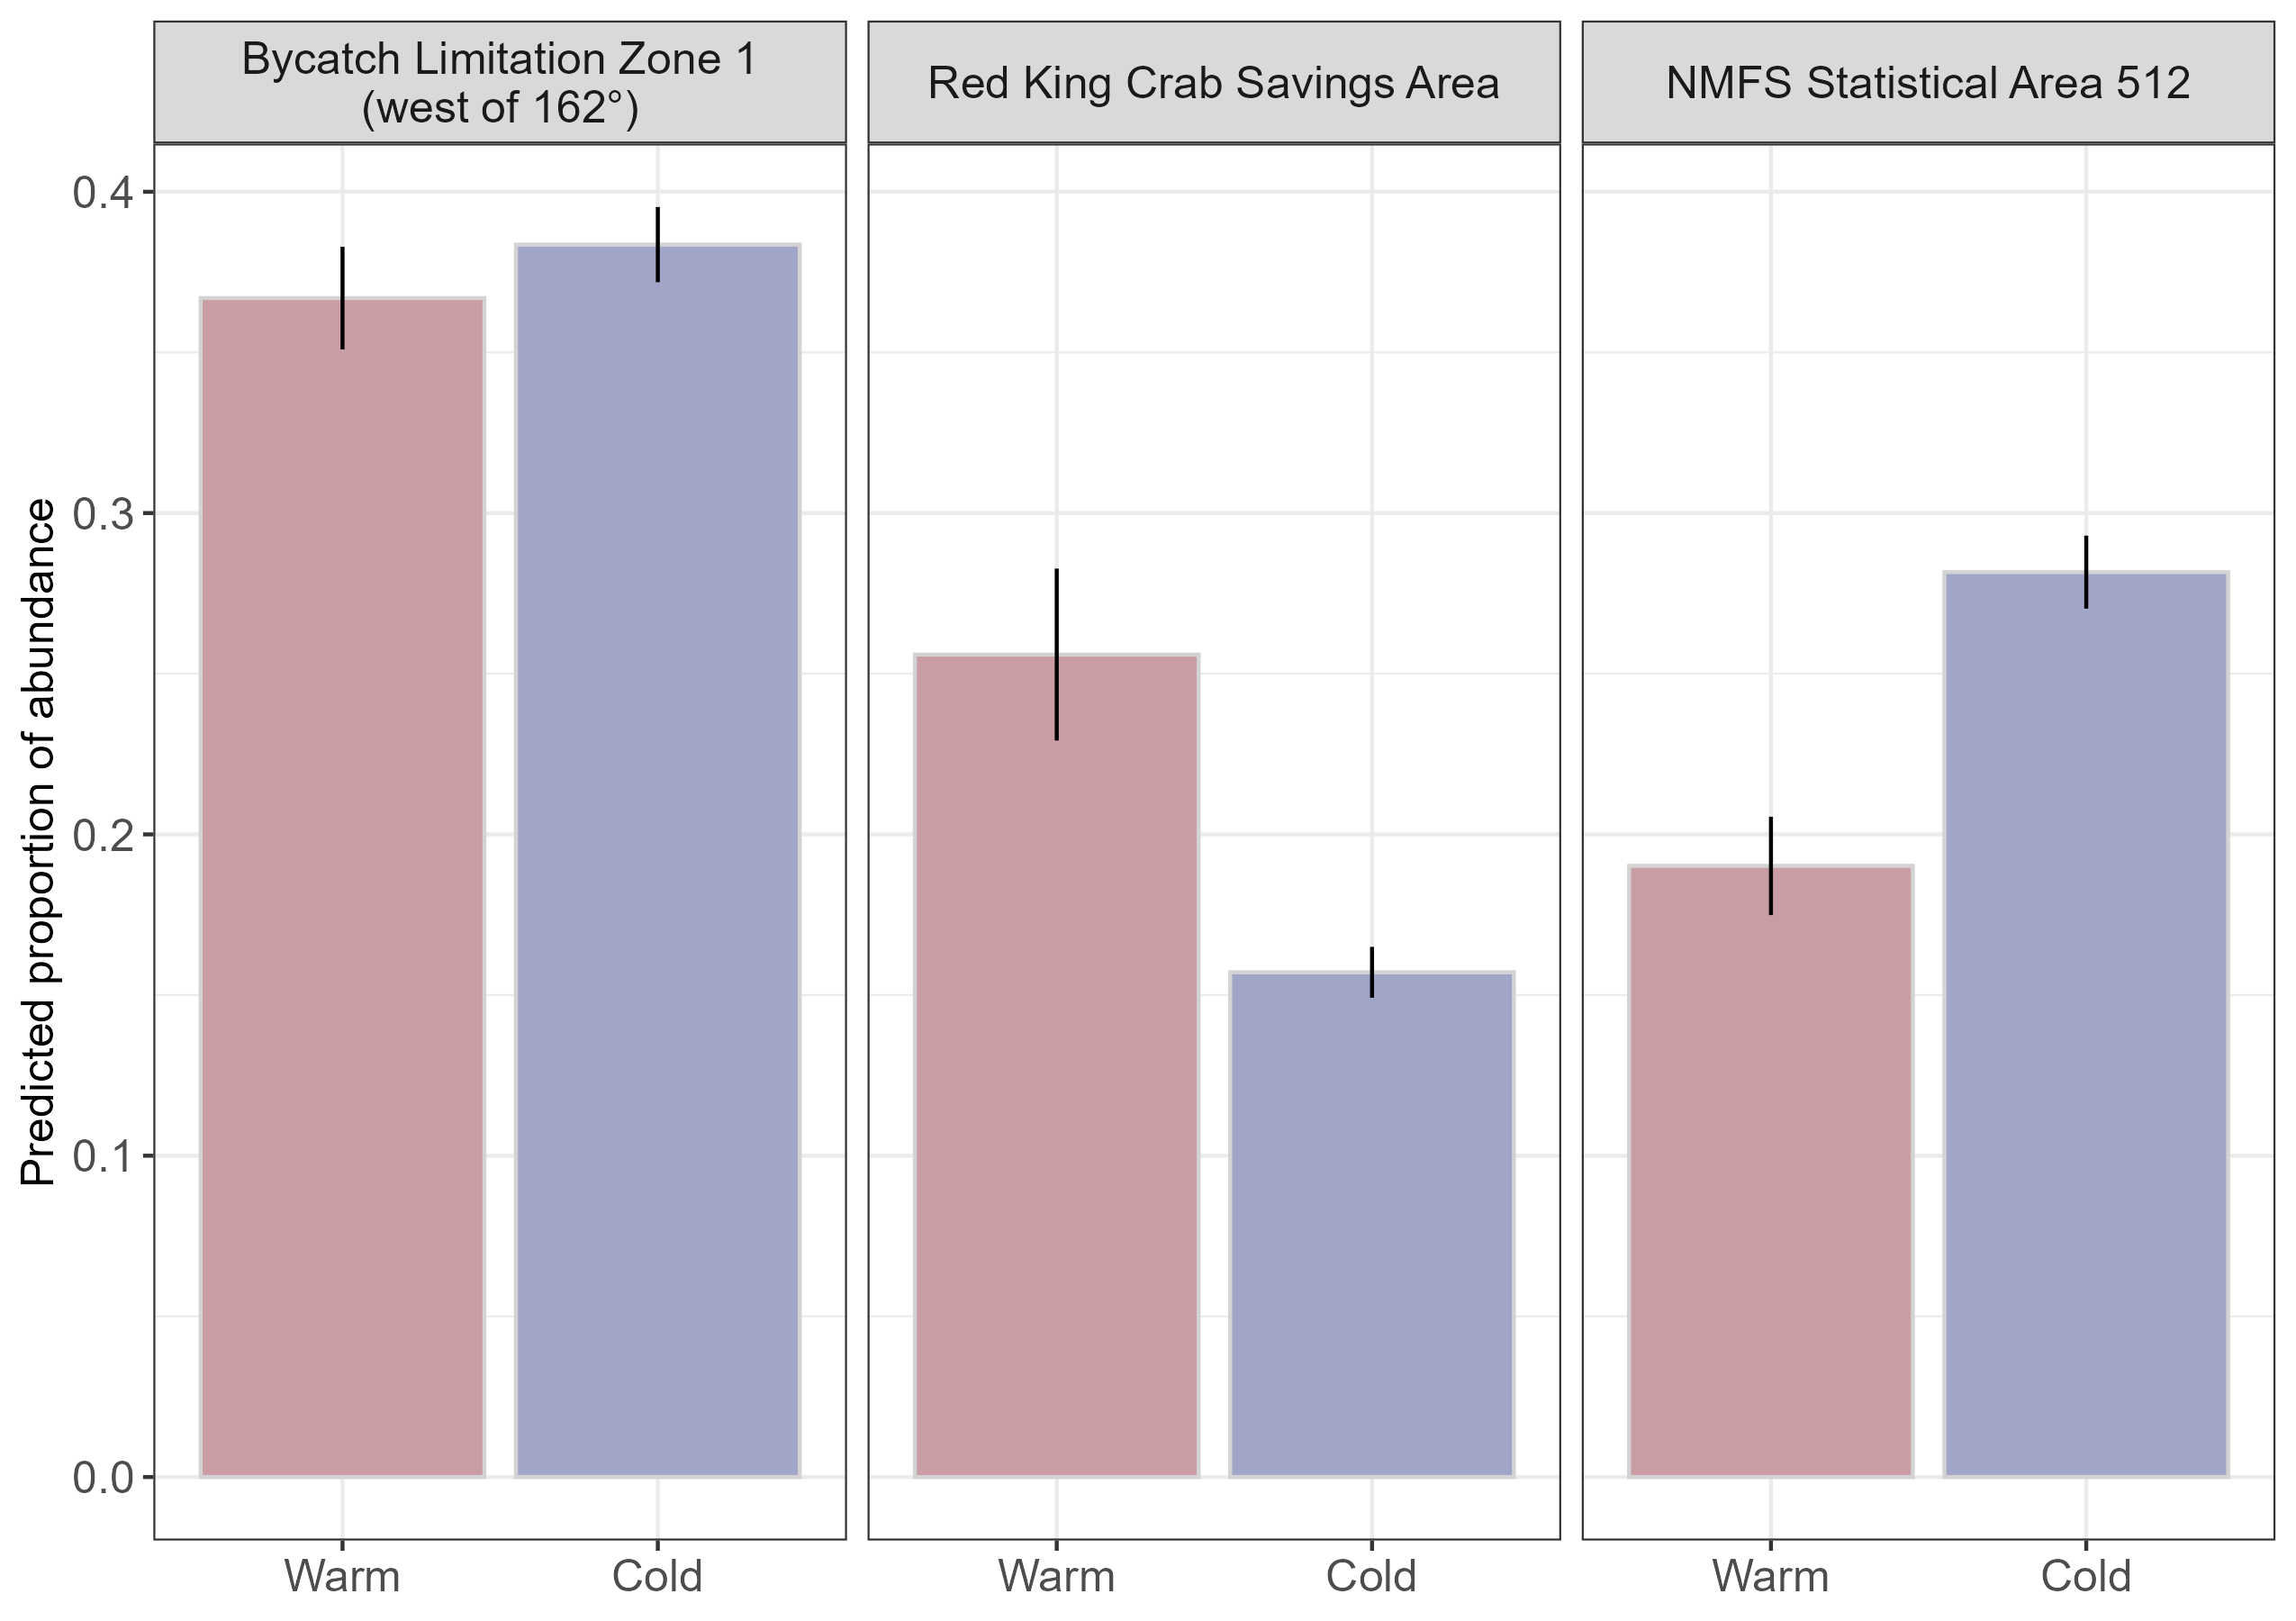 Bycatch Limitation Zone 1
(west of 162°)
Red King Crab Savings Area
NMFS Statistical Area 512
Predicted proportion of abundance
0.4
0.3
0.2
0.1
0.0
Warm
Cold
Warm
Cold
Warm
Cold